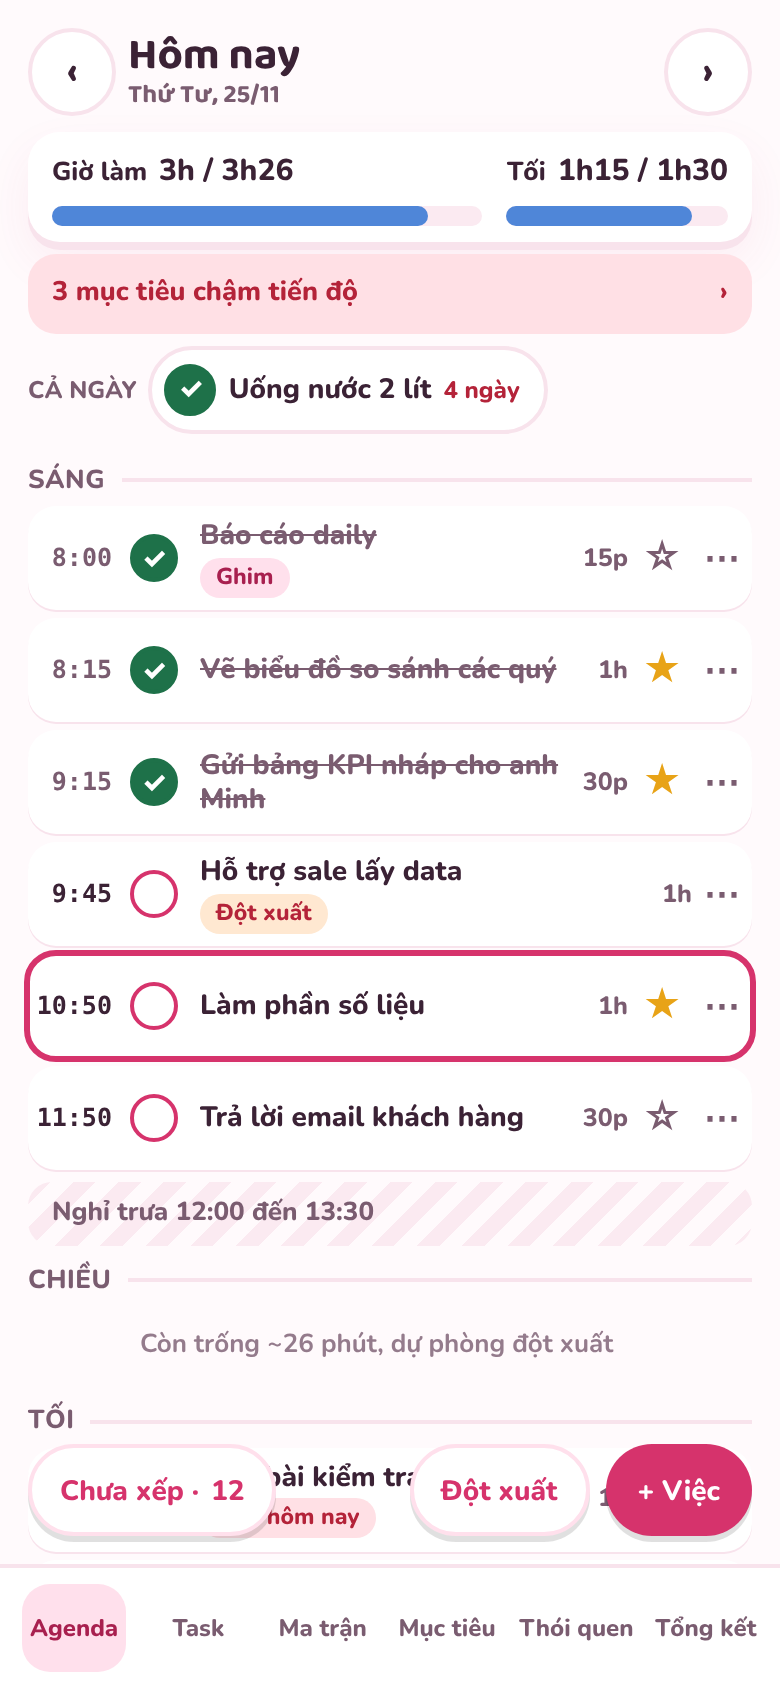 ‹
Hôm nay
Thứ Tư, 25/11
›
Giờ làm 3h / 3h26
Tối 1h15 / 1h30
3 mục tiêu chậm tiến độ ›
CẢ NGÀY
Uống nước 2 lít 4 ngày
SÁNG
8:00 Báo cáo daily 15p ☆ ...
Ghim
8:15 Vẽ biểu đồ so sánh các quý 1h ★ ...
9:15 Gửi bảng KPI nháp cho anh 30p ★ ...
Minh
9:45 Hỗ trợ sale lấy data 1h ...
Đột xuất
10:50 Làm phần số liệu 1h ★ ...
11:50 Trả lời email khách hàng 30p ☆ ...
Nghỉ trưa 12:00 đến 13:30
CHIỀU
Còn trống ~26 phút, dự phòng đột xuất
TỐI
bài kiểm
hôm nay
Chưa xếp · 12
Đột xuất
+ Việc
Agenda Task Ma trận Mục tiêu Thói quen Tổng kết